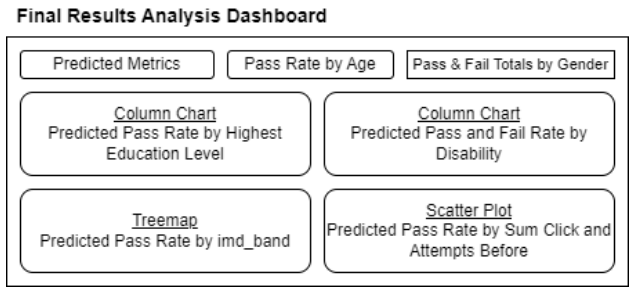 Final Results Analysis Dashboard
Predicted Metrics
Pass Rate by Age
Pass & Fail Totals by Gender
Column Chart
Predicted Pass Rate by Highest
Education Level
Column Chart
Predicted Pass and Fail Rate by
Disability
Treemap
Predicted Pass Rate by imd_band
Scatter Plot
Predicted Pass Rate by Sum Click and
Attempts Before